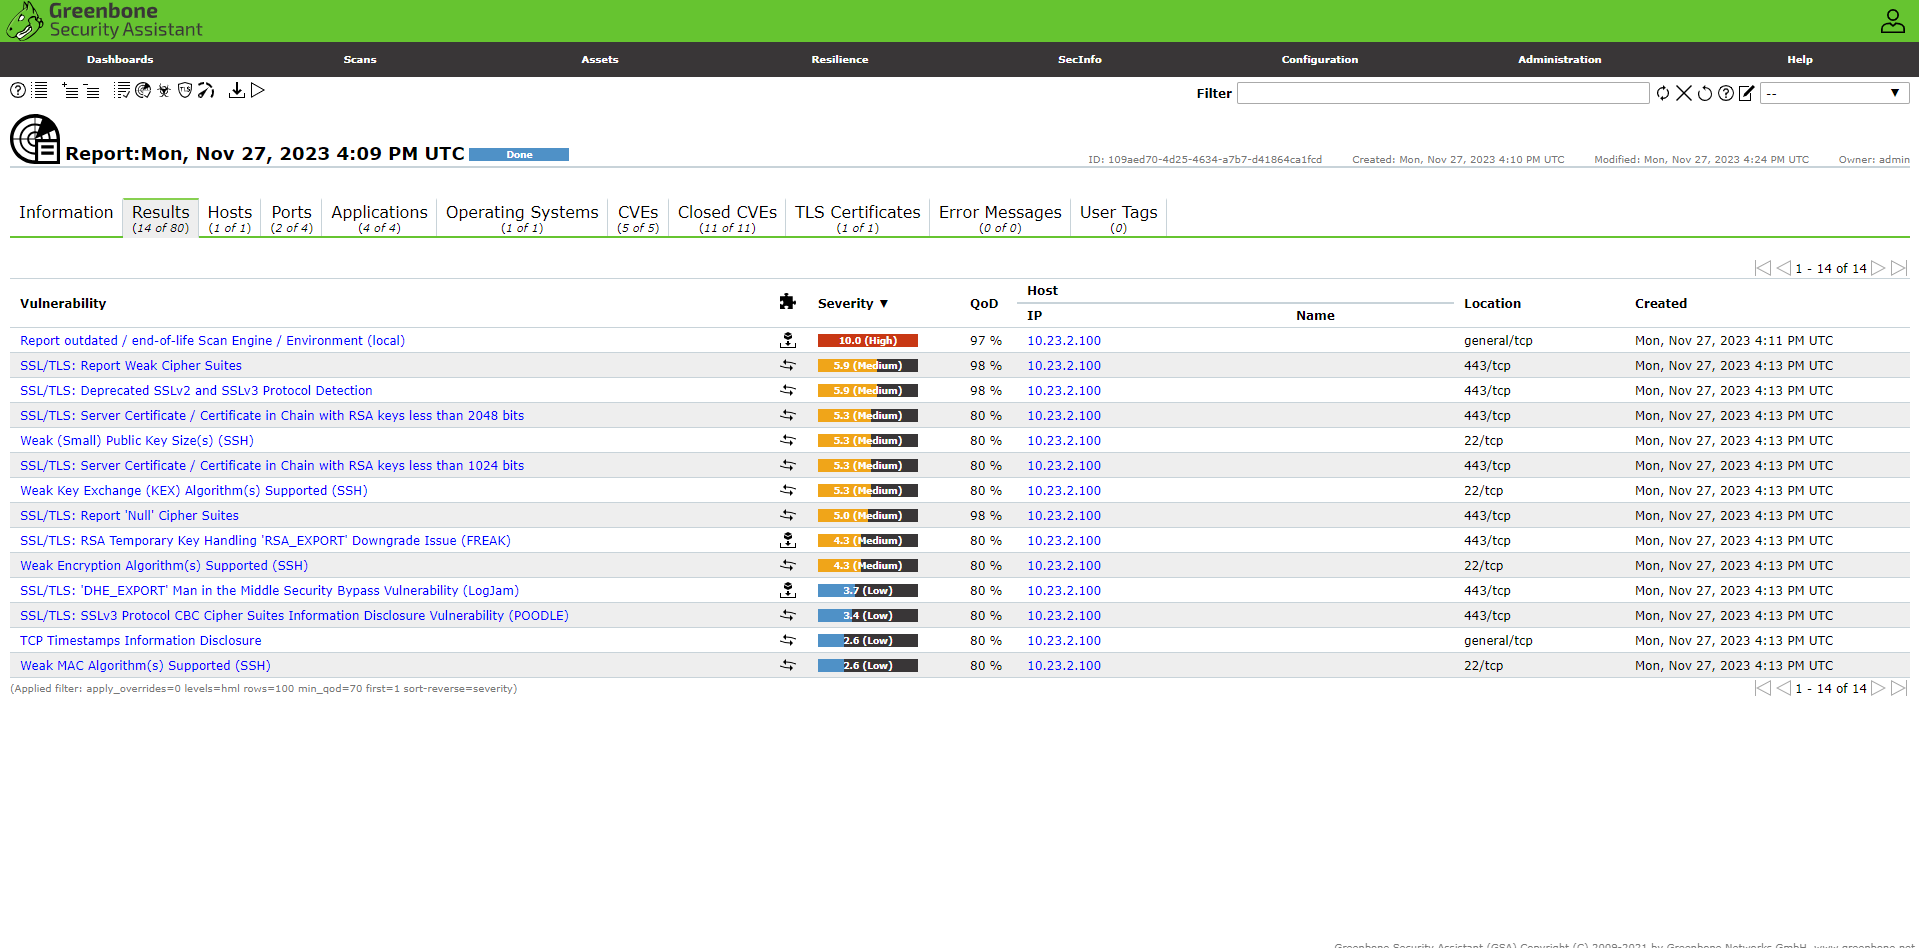 Greenbone
Security Assistant
Dashboards Scans Assets Resilience SecInfo Configuration Administration Help
Filter --
Report:Mon, Nov 27, 2023 4:09 PM UTC Done ID: 109aed70-4d25-4634-a7b7-d41864ca1fcd Created: Mon, Nov 27, 2023 4:10 PM UTC Modified: Mon, Nov 27, 2023 4:24 PM UTC Owner: admin
Information Results Hosts Ports Applications Operating Systems CVEs Closed CVEs TLS Certificates Error Messages User Tags
(14 of 80) (1 of 1) (2 of 4) (4 of 4) (1 of 1) (5 of 5) (11 of 11) (1 of 1) (0 of 0) (0)
1 - 14 of 14
Vulnerability Severity ▼ QoD Host Location Created
IP Name
Report outdated / end-of-life Scan Engine / Environment (local) 10.0 (High) 97 % 10.23.2.100 general/tcp Mon, Nov 27, 2023 4:11 PM UTC
SSL/TLS: Report Weak Cipher Suites 5.9 (Medium) 98 % 10.23.2.100 443/tcp Mon, Nov 27, 2023 4:13 PM UTC
SSL/TLS: Deprecated SSLv2 and SSLv3 Protocol Detection 5.9 (Medium) 98 % 10.23.2.100 443/tcp Mon, Nov 27, 2023 4:13 PM UTC
SSL/TLS: Server Certificate / Certificate in Chain with RSA keys less than 2048 bits 5.3 (Medium) 80 % 10.23.2.100 443/tcp Mon, Nov 27, 2023 4:13 PM UTC
Weak (Small) Public Key Size(s) (SSH) 5.3 (Medium) 80 % 10.23.2.100 22/tcp Mon, Nov 27, 2023 4:13 PM UTC
SSL/TLS: Server Certificate / Certificate in Chain with RSA keys less than 1024 bits 5.3 (Medium) 80 % 10.23.2.100 443/tcp Mon, Nov 27, 2023 4:13 PM UTC
Weak Key Exchange (KEX) Algorithm(s) Supported (SSH) 5.3 (Medium) 80 % 10.23.2.100 22/tcp Mon, Nov 27, 2023 4:13 PM UTC
SSL/TLS: Report 'Null' Cipher Suites 5.0 (Medium) 98 % 10.23.2.100 443/tcp Mon, Nov 27, 2023 4:13 PM UTC
SSL/TLS: RSA Temporary Key Handling 'RSA_EXPORT' Downgrade Issue (FREAK) 4.3 (Medium) 80 % 10.23.2.100 443/tcp Mon, Nov 27, 2023 4:13 PM UTC
Weak Encryption Algorithm(s) Supported (SSH) 4.3 (Medium) 80 % 10.23.2.100 22/tcp Mon, Nov 27, 2023 4:13 PM UTC
SSL/TLS: 'DHE_EXPORT' Man in the Middle Security Bypass Vulnerability (LogJam) 3.7 (Low) 80 % 10.23.2.100 443/tcp Mon, Nov 27, 2023 4:13 PM UTC
SSL/TLS: SSLv3 Protocol CBC Cipher Suites Information Disclosure Vulnerability (POODLE) 3.4 (Low) 80 % 10.23.2.100 443/tcp Mon, Nov 27, 2023 4:13 PM UTC
TCP Timestamps Information Disclosure 2.6 (Low) 80 % 10.23.2.100 general/tcp Mon, Nov 27, 2023 4:13 PM UTC
Weak MAC Algorithm(s) Supported (SSH) 2.6 (Low) 80 % 10.23.2.100 22/tcp Mon, Nov 27, 2023 4:13 PM UTC
(Applied filter: apply_overrides=0 levels=hml rows=100 min_qod=70 first=1 sort-reverse=severity) 1 - 14 of 14
Greenbone Security Assistant (GSA) Copyright (C) 2009-2021 by Greenbone Networks GmbH, www.greenbone.net